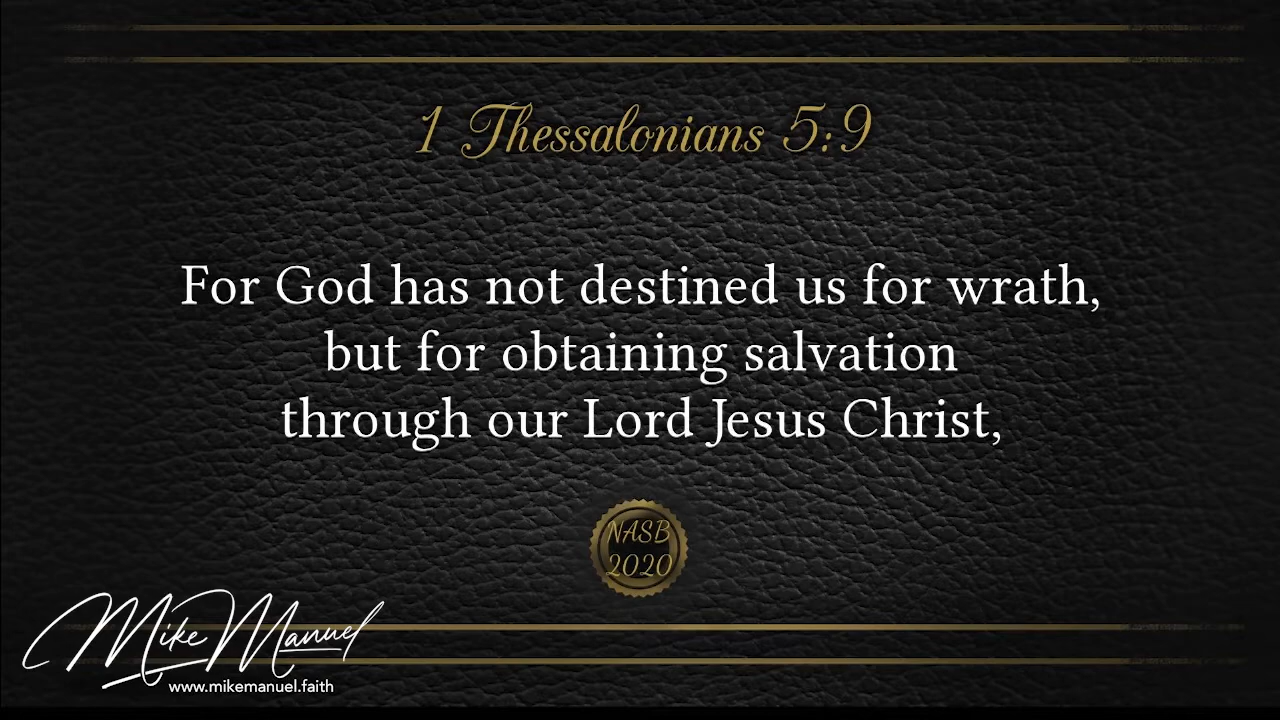 1 Thessalonians 5:9
For God has not destined us for wrath,
but for obtaining salvation
through our Lord Jesus Christ,
NASB
2020
Mike Manuel
www.mikemanuel.faith